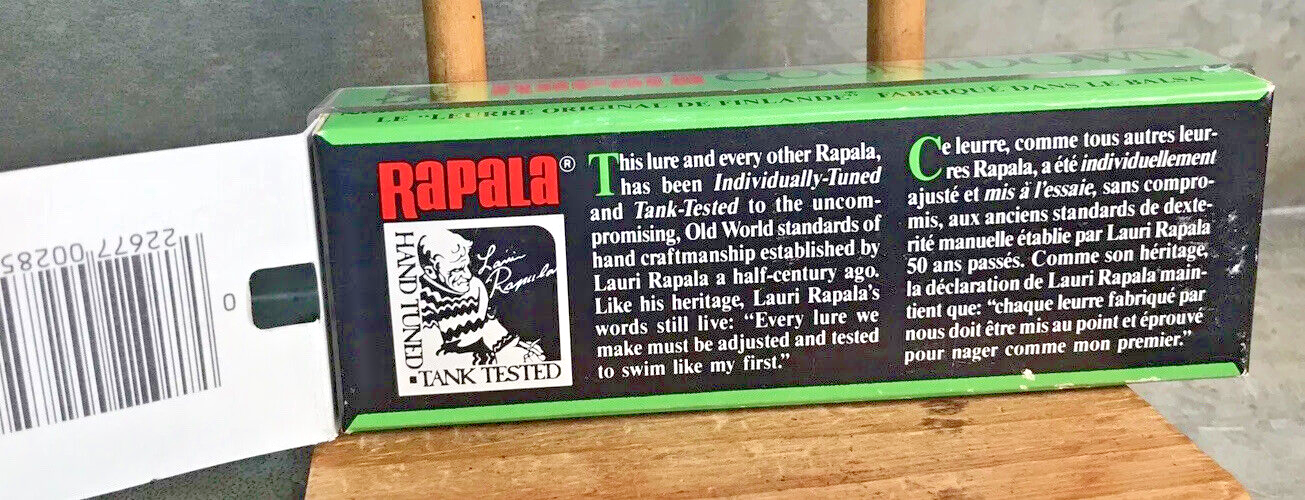 COUNTDOWN
LE "LEURRE ORIGINAL DE FINLANDE" FABRIQUÉ DANS LE BALSA
RAPALA®
HAND TUNED
Lauri
Rapala
▪TANK TESTED
This lure and every other Rapala,
has been Individually-Tuned
and Tank-Tested to the uncom-
promising, Old World standards of
hand craftmanship established by
Lauri Rapala a half-century ago.
Like his heritage, Lauri Rapala's
words still live: "Every lure we
make must be adjusted and tested
to swim like my first."
Ce leurre, comme tous autres leur-
res Rapala, a été individuellement
ajusté et mis à l'essaie, sans compro-
mis, aux anciens standards de dexte-
rité manuelle établie par Lauri Rapala
50 ans passés. Comme son héritage,
la déclaration de Lauri Rapala main-
tient que: "chaque leurre fabriqué par
nous doit être mis au point et éprouvé
pour nager comme mon premier."
0
22677 00285